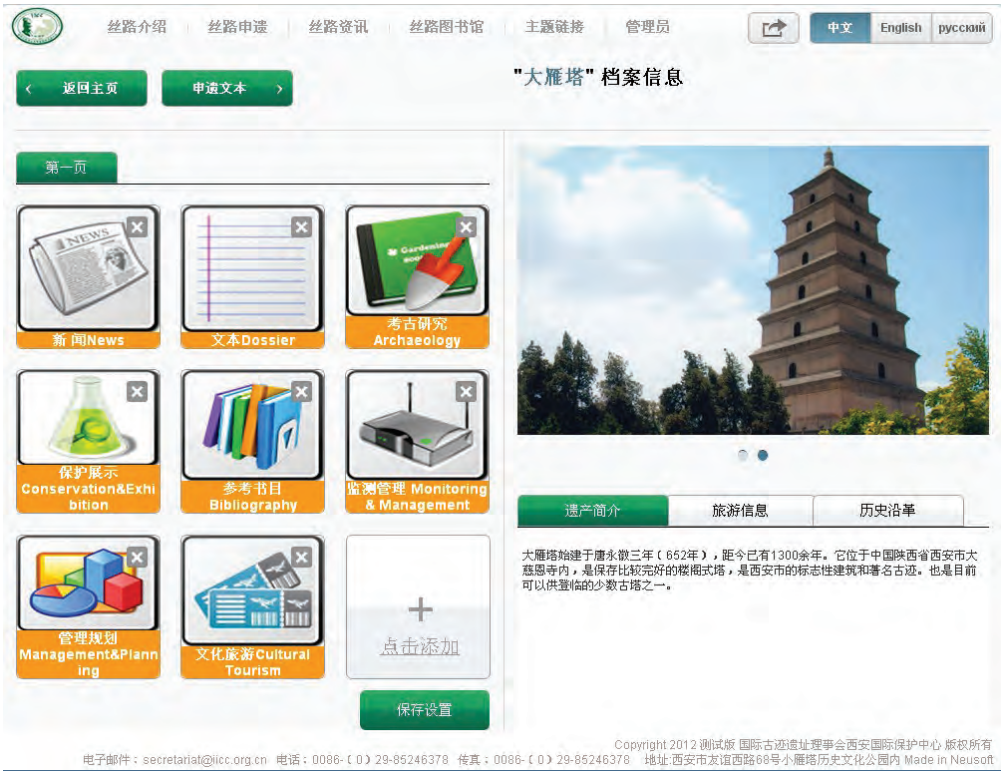 丝路介绍 丝路申遗 丝路资讯 丝路图书馆 主题链接 管理员 中文 English русский
返回主页 申遗文本
"大雁塔" 档案信息
第一页
NEWS
Gardening
新 闻News
文本Dossier
考古研究
Archaeology
保护展示
Conservation&Exhi
bition
参考书目
Bibliography
监测管理 Monitoring
& Management
管理规划
Management&Plann
ing
文化旅游Cultural
Tourism
点击添加
保存设置
遗产简介 旅游信息 历史沿革
大雁塔始建于唐永徽三年（652年），距今已有1300余年。它位于中国陕西省西安市大
慈恩寺内，是保存比较完好的楼阁式塔，是西安市的标志性建筑和著名古迹。也是目前
可以供登临的少数古塔之一。
Copyright 2012 测试版 国际古迹遗址理事会西安国际保护中心 版权所有
电子邮件：secretariat@iicc.org.cn 电话：0086-（0）29-85246378 传真：0086-（0）29-85246378 地址:西安市友谊西路68号小雁塔历史文化公园内 Made in Neusoft